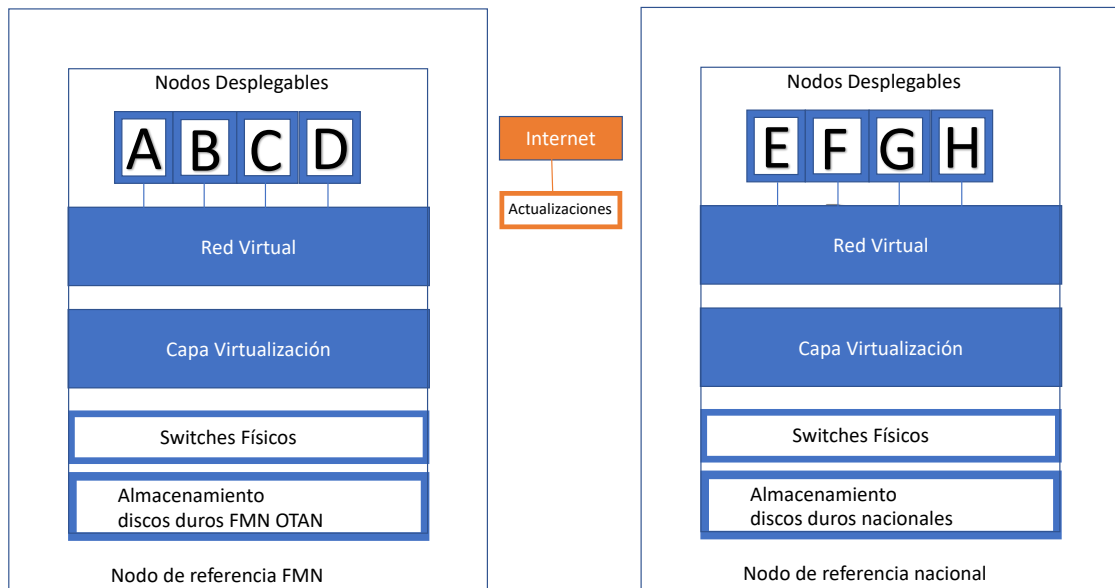 Nodos Desplegables
A B C D
Red Virtual
Capa Virtualización
Switches Físicos
Almacenamiento
discos duros FMN OTAN
Nodo de referencia FMN
Internet
Actualizaciones
Nodos Desplegables
E F G H
Red Virtual
Capa Virtualización
Switches Físicos
Almacenamiento
discos duros nacionales
Nodo de referencia nacional